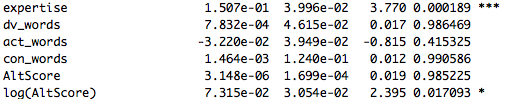 expertise 1.507e-01 3.996e-02 3.770 0.000189 ***
dv_words 7.832e-04 4.615e-02 0.017 0.986469
act_words -3.220e-02 3.949e-02 -0.815 0.415325
con_words 1.464e-03 1.240e-01 0.012 0.990586
AltScore 3.148e-06 1.699e-04 0.019 0.985225
log(AltScore) 7.315e-02 3.054e-02 2.395 0.017093 *